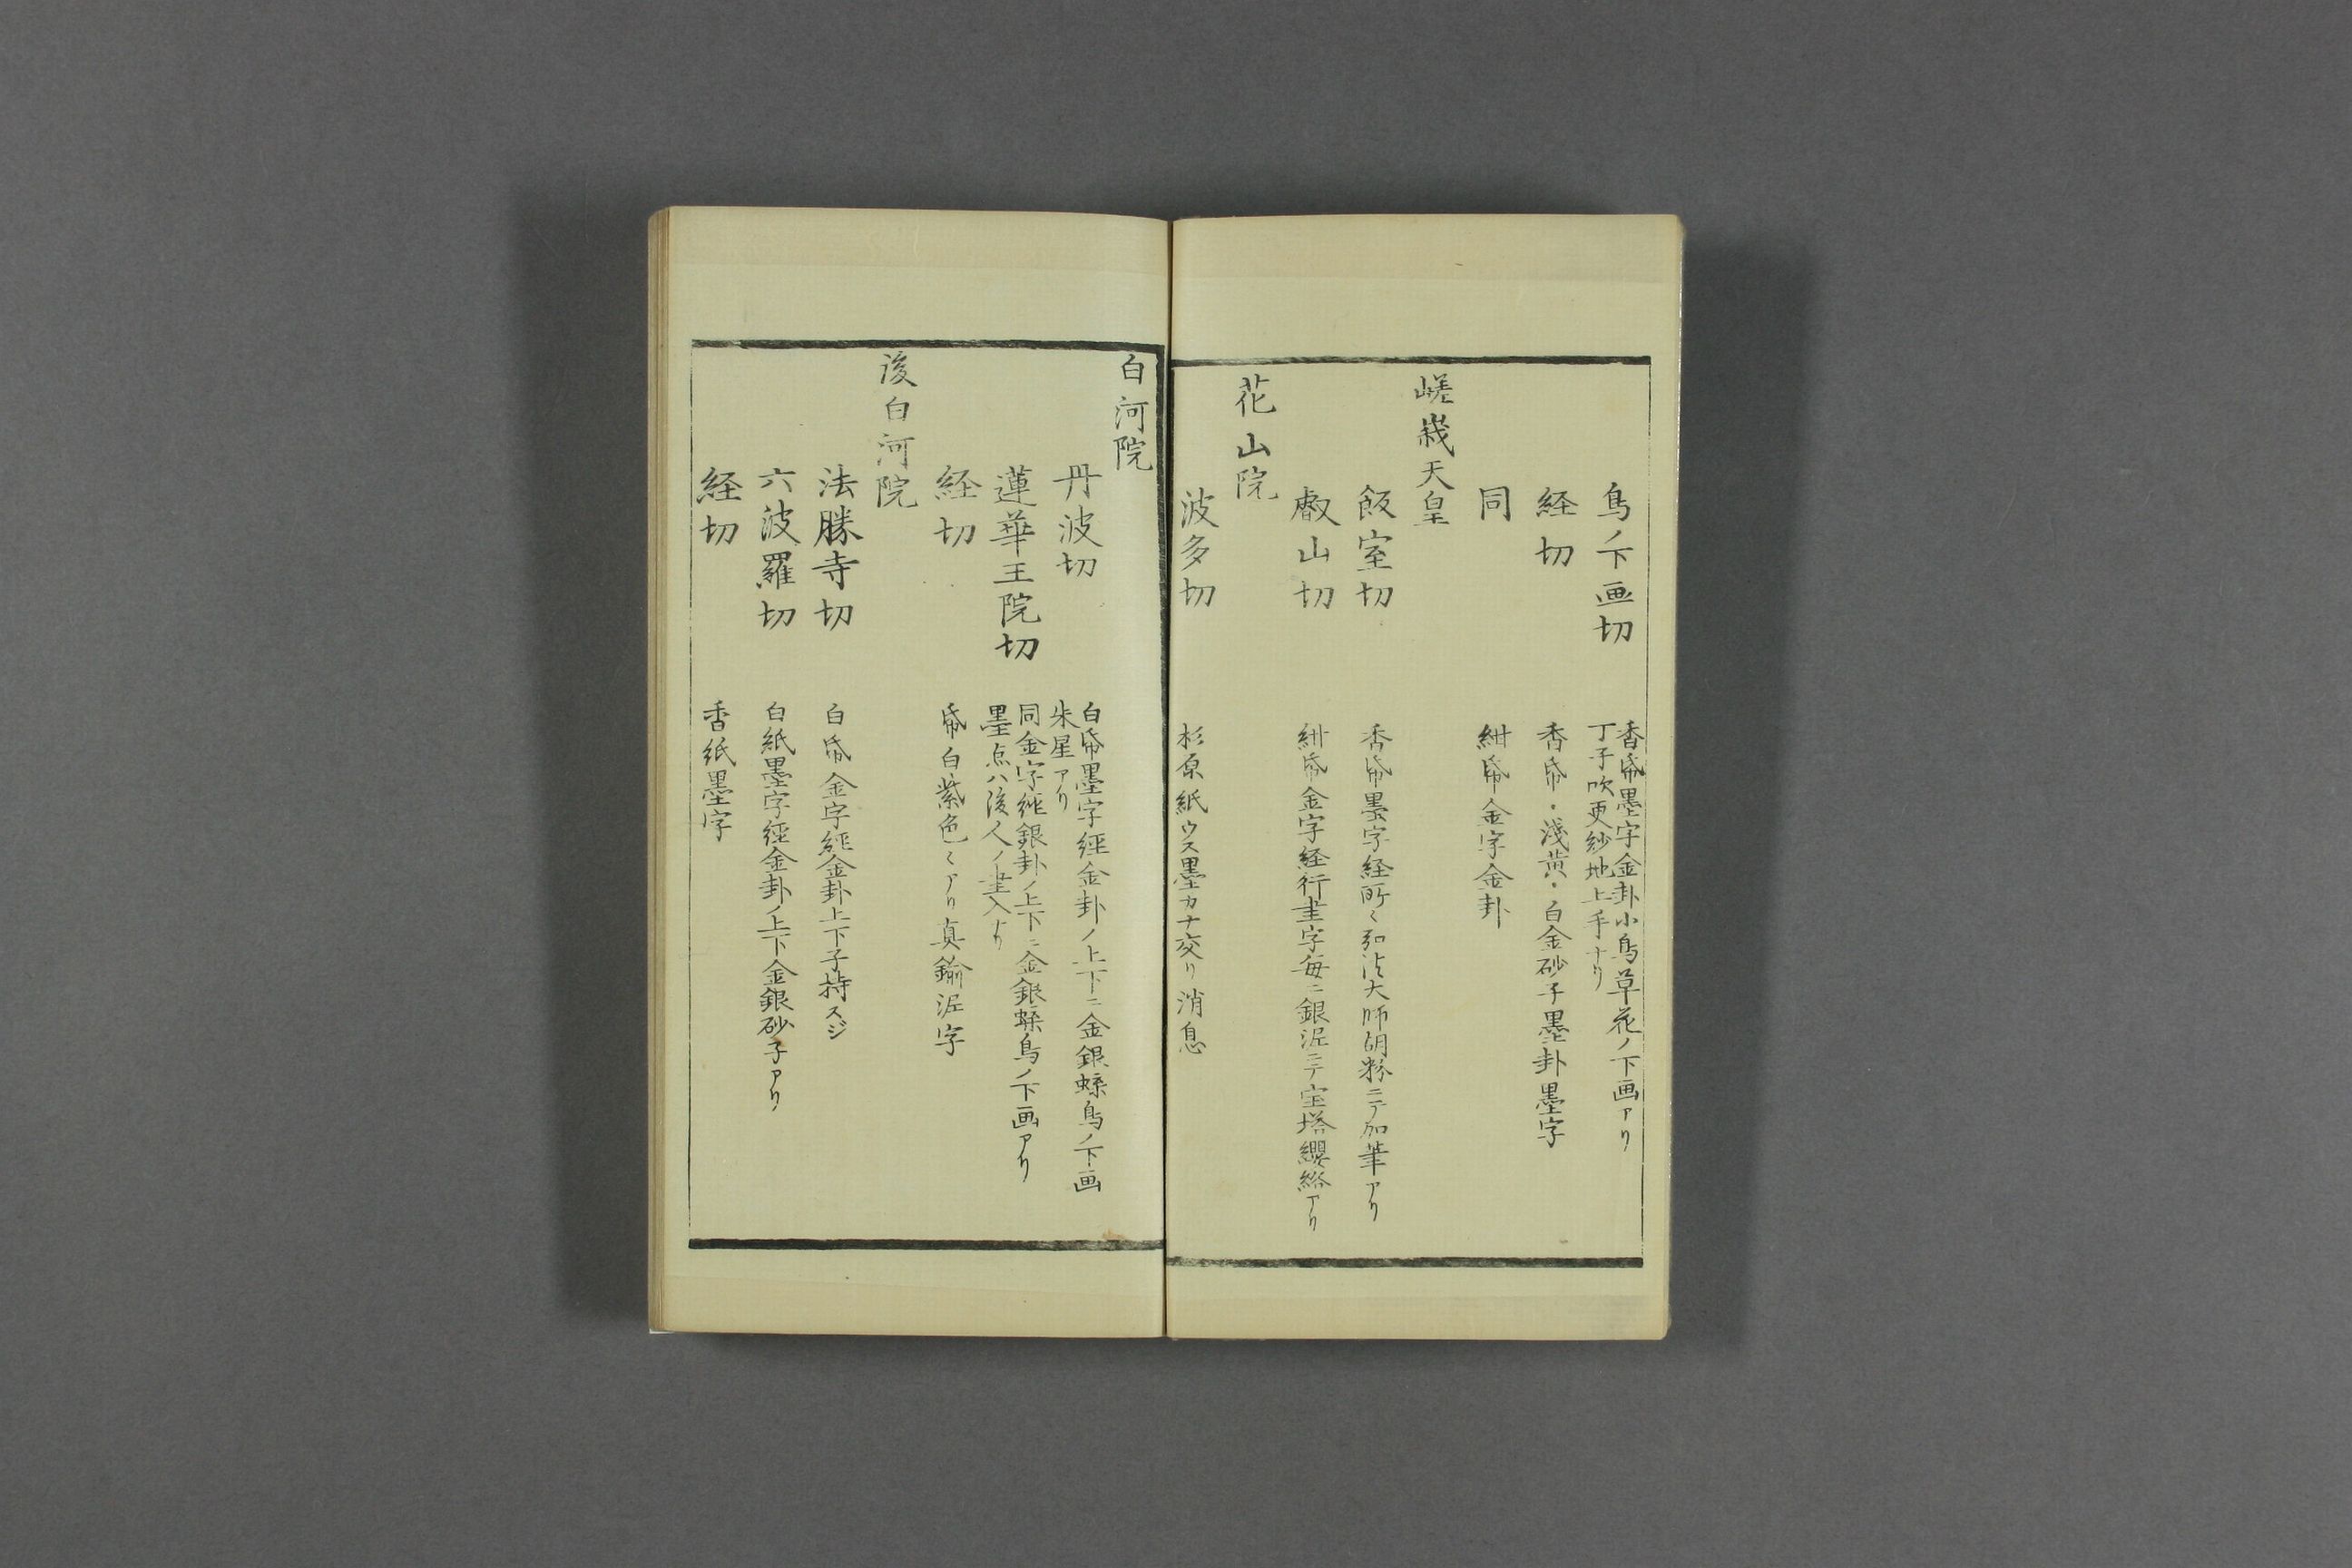 鳥ノ下画切
香帋墨字金卦小鳥草花ノ下画アリ
丁子吹更紗地上手ナリ
経切
香帋・淺黄・白金砂子墨卦墨字
同
紺帋金字金卦
嵯峩天皇
飯室切
香帋墨字経所〻弘法大师胡粉ニテ加筆アリ
叡山切
紺帋金字経行書字毎ニ銀泥ニテ宝塔纓絡アリ
花山院
波多切
杉原紙ウス墨カナ交リ消息
白河院
丹波切
白帋墨字經金卦ノ上下ニ金銀蝶鳥ノ下画
朱星アリ
蓮華王院切
同金字經銀卦ノ上下ニ金銀蝶鳥ノ下画アリ
墨点ハ後人ノ書入ナリ
経切
帋白紫色〻アリ真鍮泥字
後白河院
法勝寺切
白帋金字經金卦上下子持スジ
六波羅切
白紙墨字經金卦ノ上下金銀砂子アリ
経切
香紙墨字